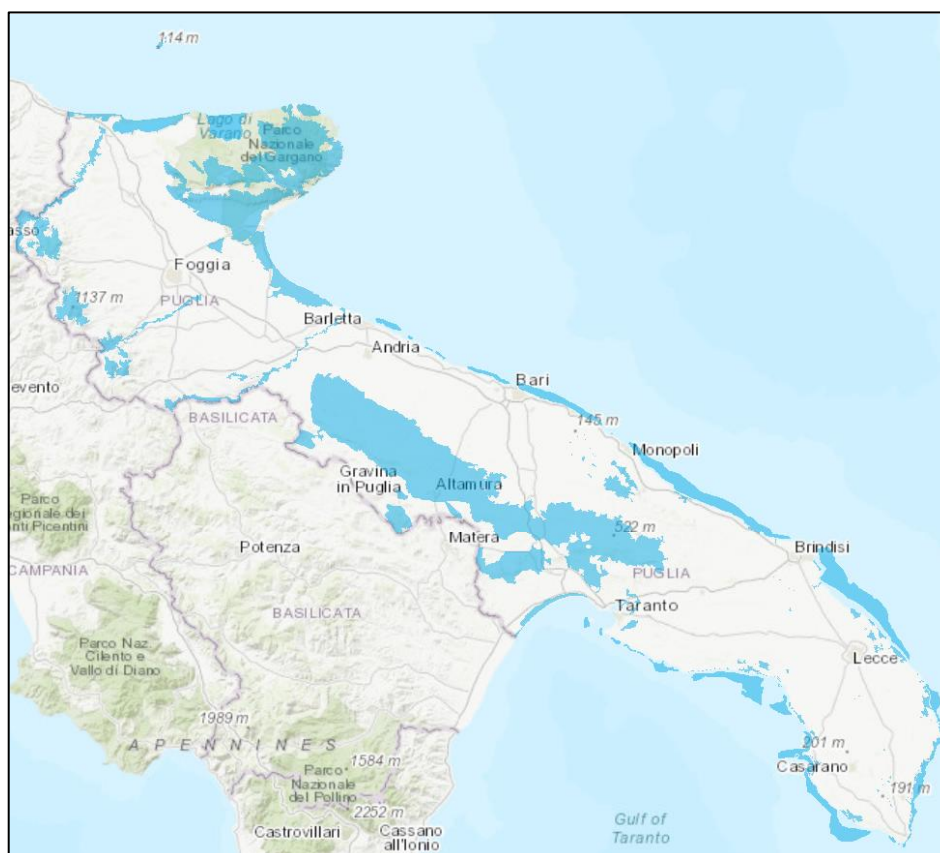 114 m
Lago di
Varano
Parco
Nazionale
del Gargano
asso
Foggia
1137 m
PUGLIA
Barletta
Andria
evento
BASILICATA
Bari
145 m
Monopoli
Gravina
in Puglia
Altamura
Parco
egionale dei
nti Picentini
Matera
522 m
Potenza
Brindisi
CAMPANIA
PUGLIA
BASILICATA
Taranto
Parco Naz.
Cilento e
Vallo di Diano
Lecce
1989 m
APENNINES
1584 m
201 m
Casarano
Parco
Nazionale
del Pollino
191 m
2252 m
Gulf of
Taranto
Castrovillari
Cassano
all'Ionio